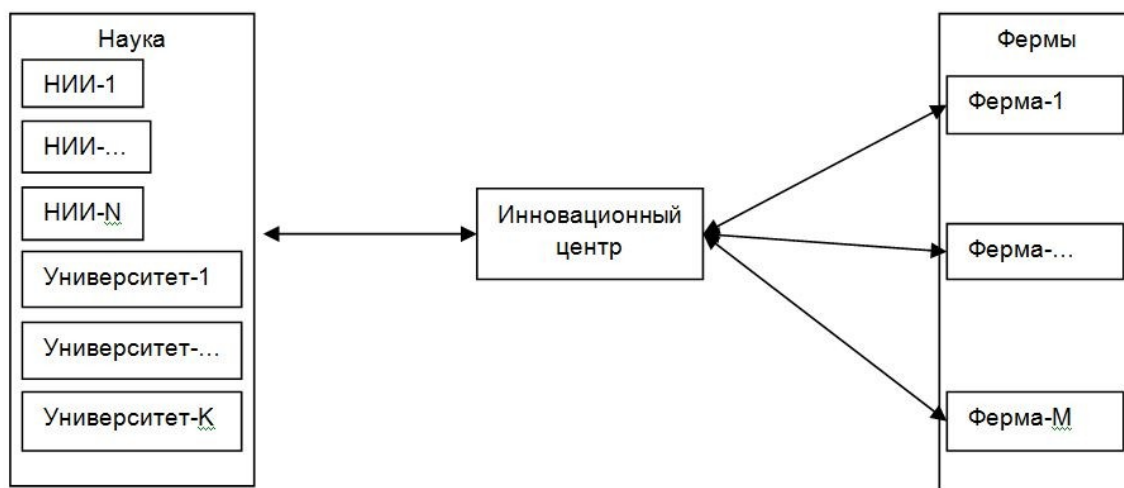 Наука
НИИ-1
НИИ-...
НИИ-N
Университет-1
Университет-...
Университет-K
Инновационный
центр
Фермы
Ферма-1
Ферма-...
Ферма-M